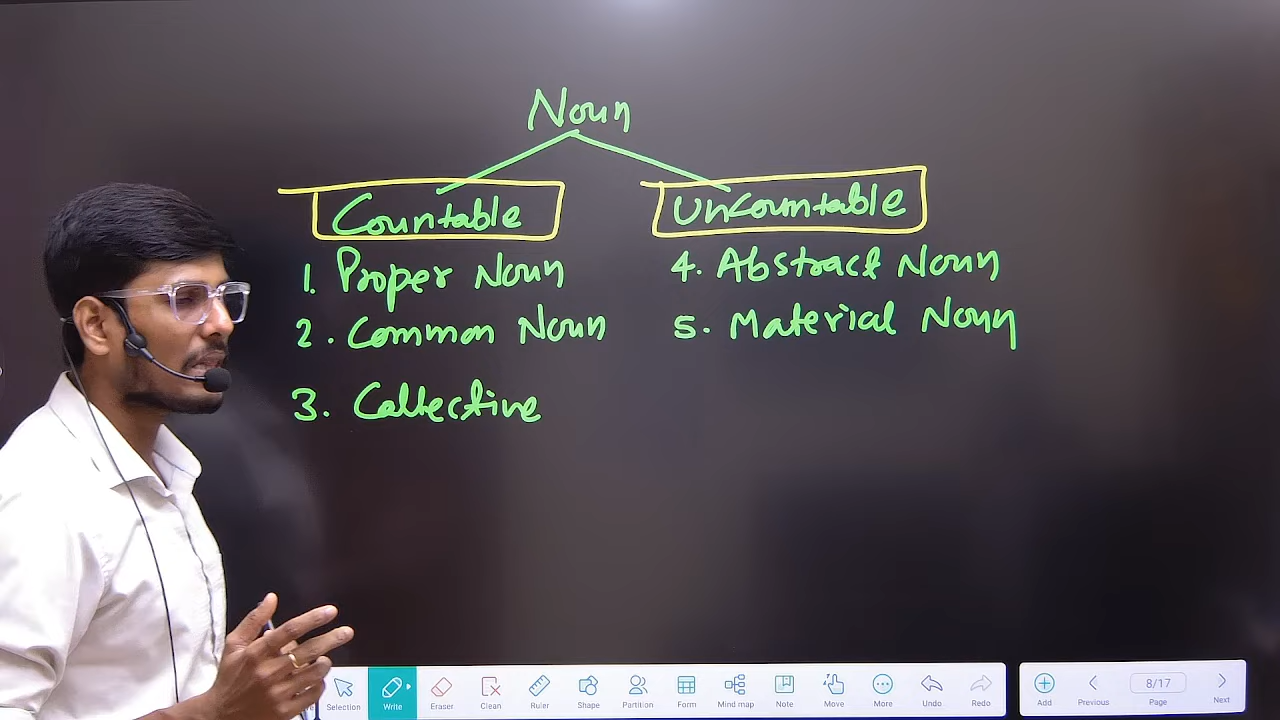 Noun
Countable
Uncountable
1. Proper Noun
4. Abstract Noun
2. Common Noun
5. Material Noun
3. Collective
Selection
Write
Eraser
Clean
Ruler
Shape
Partition
Form
Mind map
Note
Move
More
Undo
Redo
Add
Previous
8/17
Page
Next